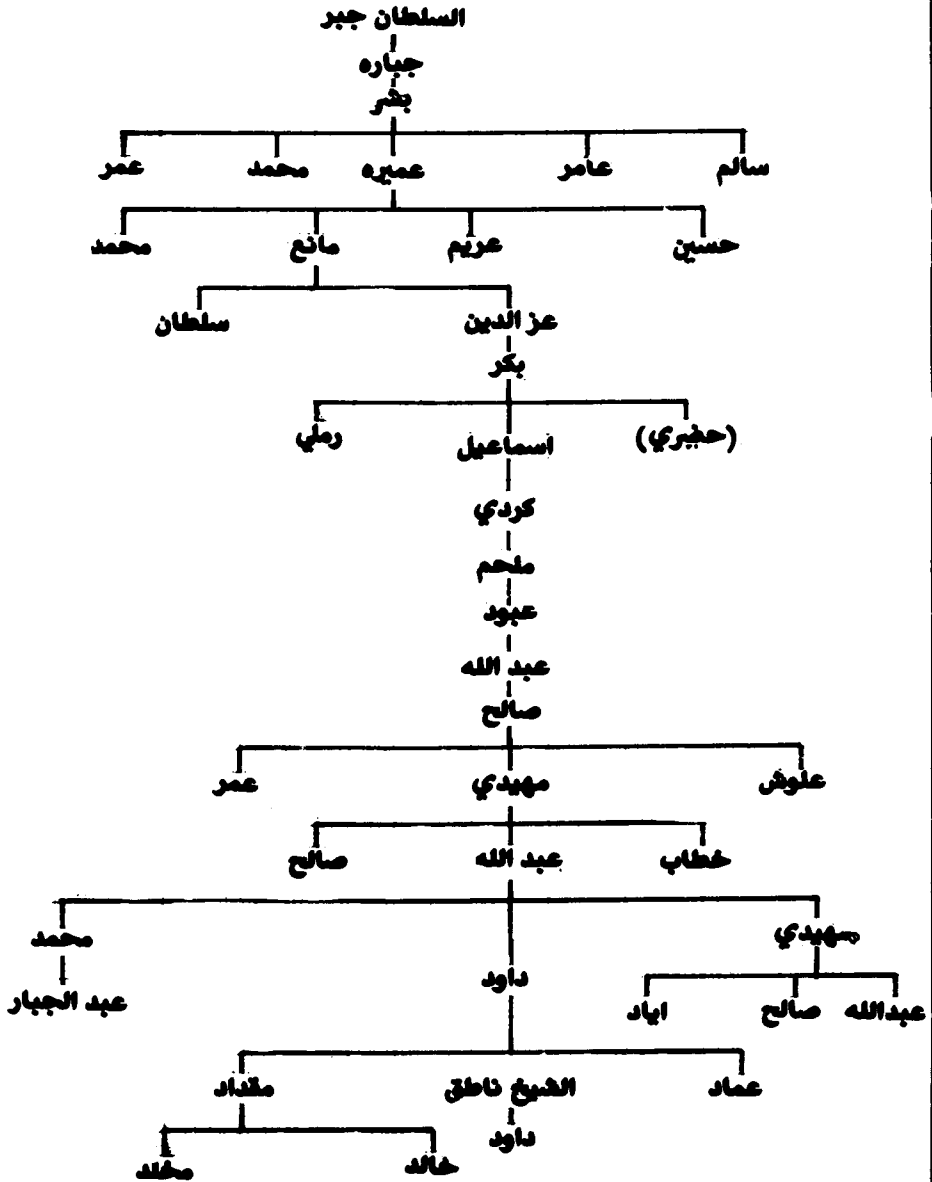 السلطان جبر
جباره
بشر
سالم عامر عميره محمد عمر
حسين عريم مانع محمد
عز الدين سلطان
بكر
(حضيري) اسماعيل رملي
كردي
ملحم
عبود
عبد الله
صالح
علوش مهيدي عمر
خطاب عبد الله صالح
مهيدي محمد
داود
عبدالله صالح اياد عبد الجبار
عماد الشيخ ناطق مقداد
داود
خالد مخلد